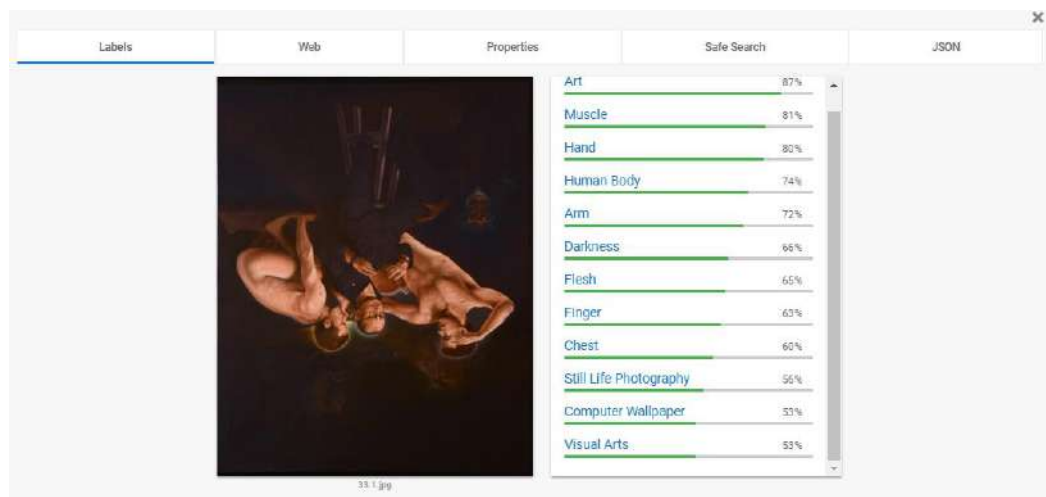 Labels Web Properties Safe Search JSON
Art 87%
Muscle 81%
Hand 80%
Human Body 74%
Arm 72%
Darkness 66%
Flesh 65%
Finger 63%
Chest 60%
Still Life Photography 56%
Computer Wallpaper 53%
Visual Arts 53%
33.1.jpg